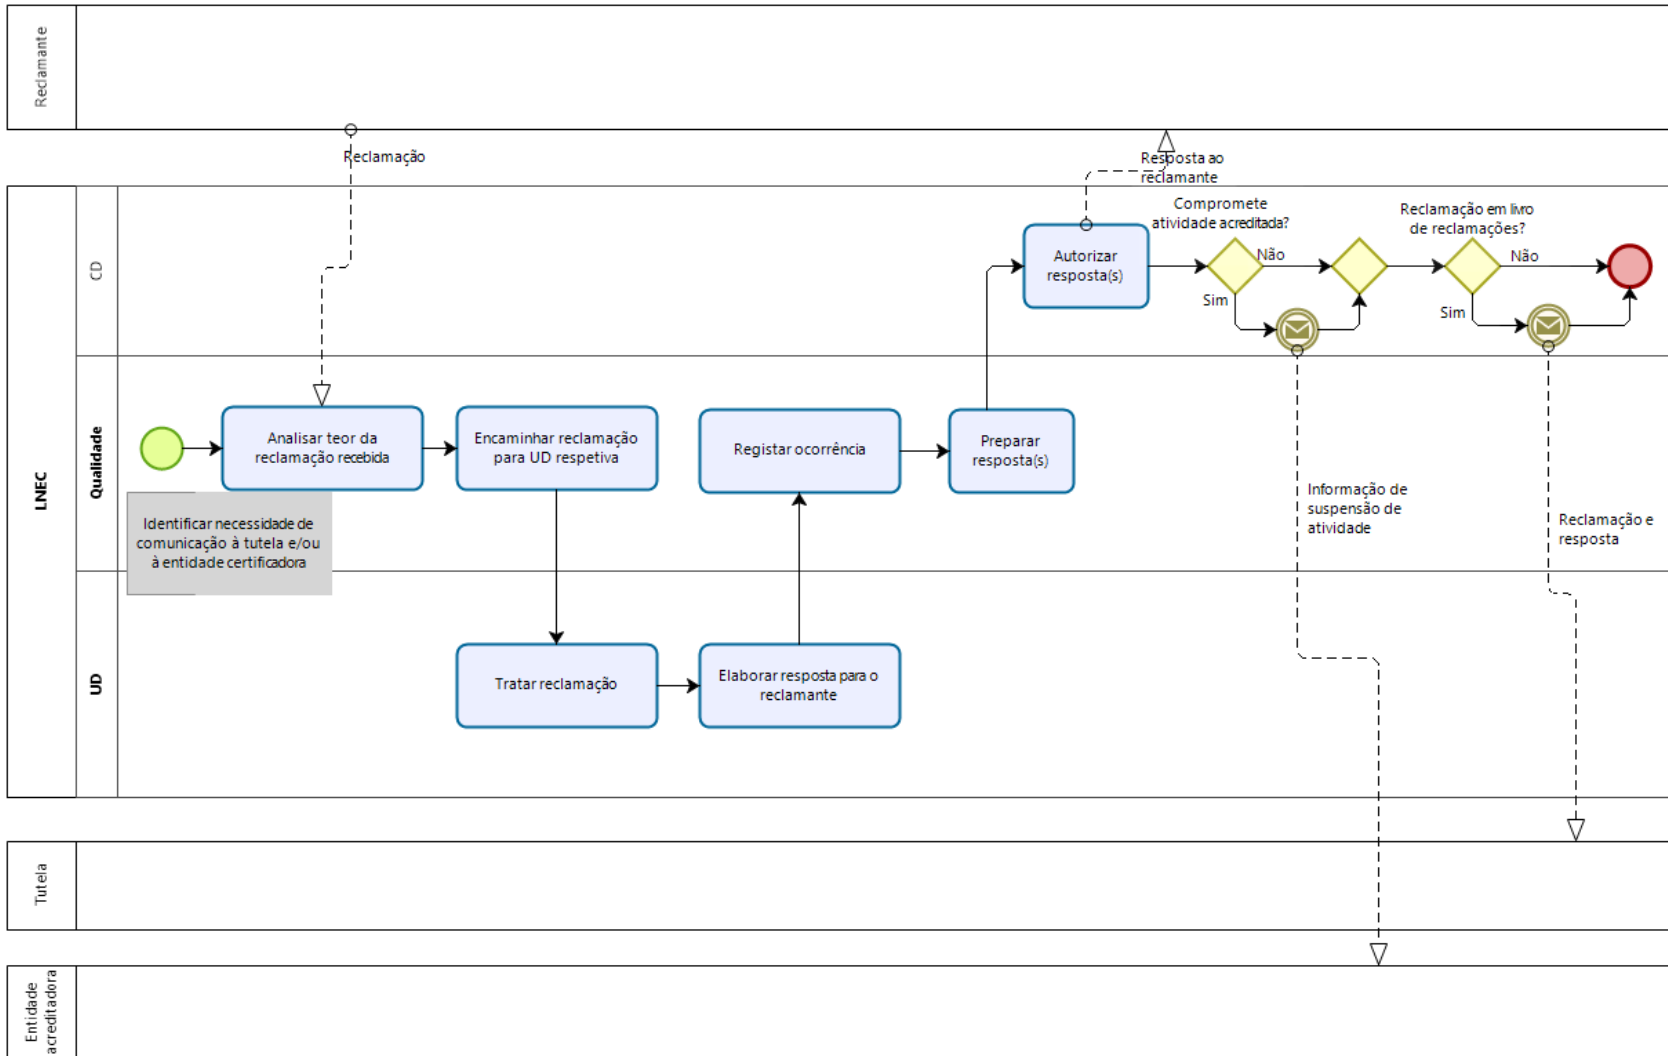 Reclamante
Reclamação
Resposta ao
reclamante
LNEC
CD
Autorizar
resposta(s)
Compromete
atividade acreditada?
Não
Sim
Reclamação em livro
de reclamações?
Não
Sim
Qualidade
Analisar teor da
reclamação recebida
Encaminhar reclamação
para UD respetiva
Registar ocorrência
Preparar
resposta(s)
Identificar necessidade de
comunicação à tutela e/ou
à entidade certificadora
Informação de
suspensão de
atividade
Reclamação e
resposta
UD
Tratar reclamação
Elaborar resposta para o
reclamante
Tutela
Entidade
acreditadora